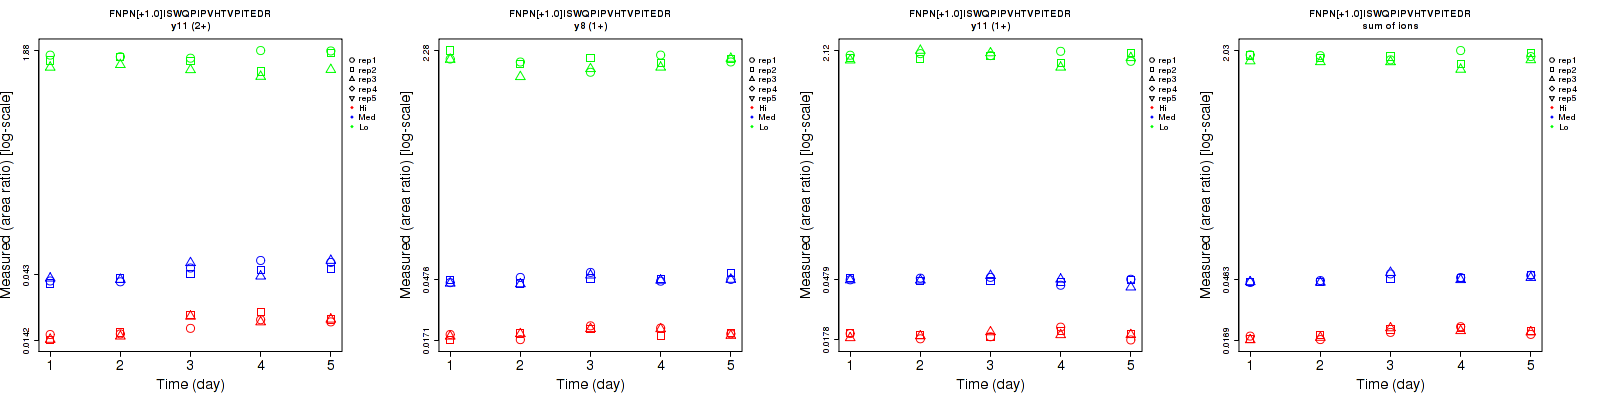 FNPN[+1.0]ISWQPIPVHTVPITEDR
y11 (2+)
Measured (area ratio) [log-scale]
1.88
0.043
0.0142
1 2 3 4 5
Time (day)
rep1
rep2
rep3
rep4
rep5
Hi
Med
Lo
FNPN[+1.0]ISWQPIPVHTVPITEDR
y8 (1+)
Measured (area ratio) [log-scale]
2.28
0.0478
0.0171
1 2 3 4 5
Time (day)
rep1
rep2
rep3
rep4
rep5
Hi
Med
Lo
FNPN[+1.0]ISWQPIPVHTVPITEDR
y11 (1+)
Measured (area ratio) [log-scale]
2.12
0.0479
0.0178
1 2 3 4 5
Time (day)
rep1
rep2
rep3
rep4
rep5
Hi
Med
Lo
FNPN[+1.0]ISWQPIPVHTVPITEDR
sum of ions
Measured (area ratio) [log-scale]
2.03
0.0483
0.0169
1 2 3 4 5
Time (day)
rep1
rep2
rep3
rep4
rep5
Hi
Med
Lo